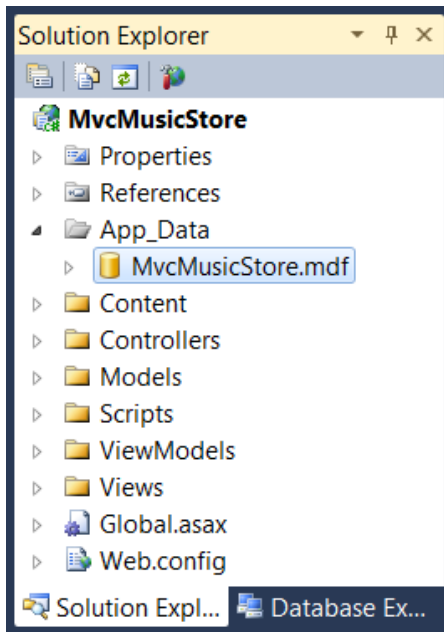 Solution Explorer
MvcMusicStore
Properties
References
App_Data
MvcMusicStore.mdf
Content
Controllers
Models
Scripts
ViewModels
Views
Global.asax
Web.config
Solution Expl... Database Ex...